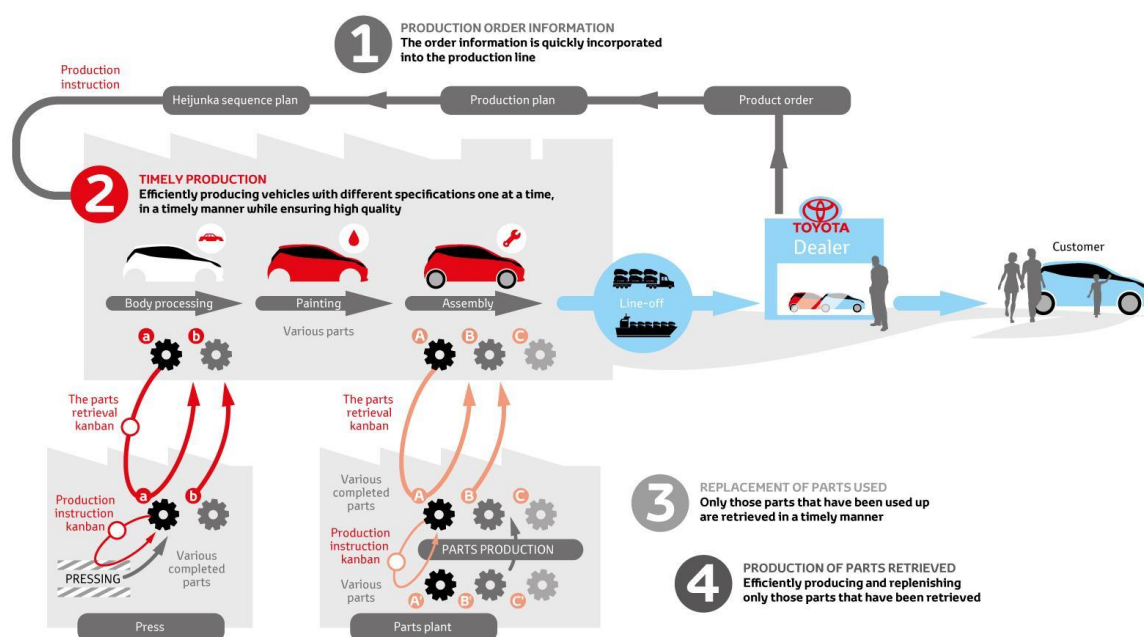 1
PRODUCTION ORDER INFORMATION
The order information is quickly incorporated
into the production line
Production
instruction
Heijunka sequence plan
Production plan
Product order
2
TIMELY PRODUCTION
Efficiently producing vehicles with different specifications one at a time,
in a timely manner while ensuring high quality
TOYOTA
Dealer
Customer
Body processing
Painting
Assembly
Line-off
Various parts
a
b
A
B
C
The parts
retrieval
kanban
The parts
retrieval
kanban
a
b
Production
instruction
kanban
PRESSING
Various
completed
parts
Press
Various
completed
parts
A
B
C
Production
instruction
kanban
PARTS PRODUCTION
Various
parts
A'
B'
C'
Parts plant
3
REPLACEMENT OF PARTS USED
Only those parts that have been used up
are retrieved in a timely manner
4
PRODUCTION OF PARTS RETRIEVED
Efficiently producing and replenishing
only those parts that have been retrieved